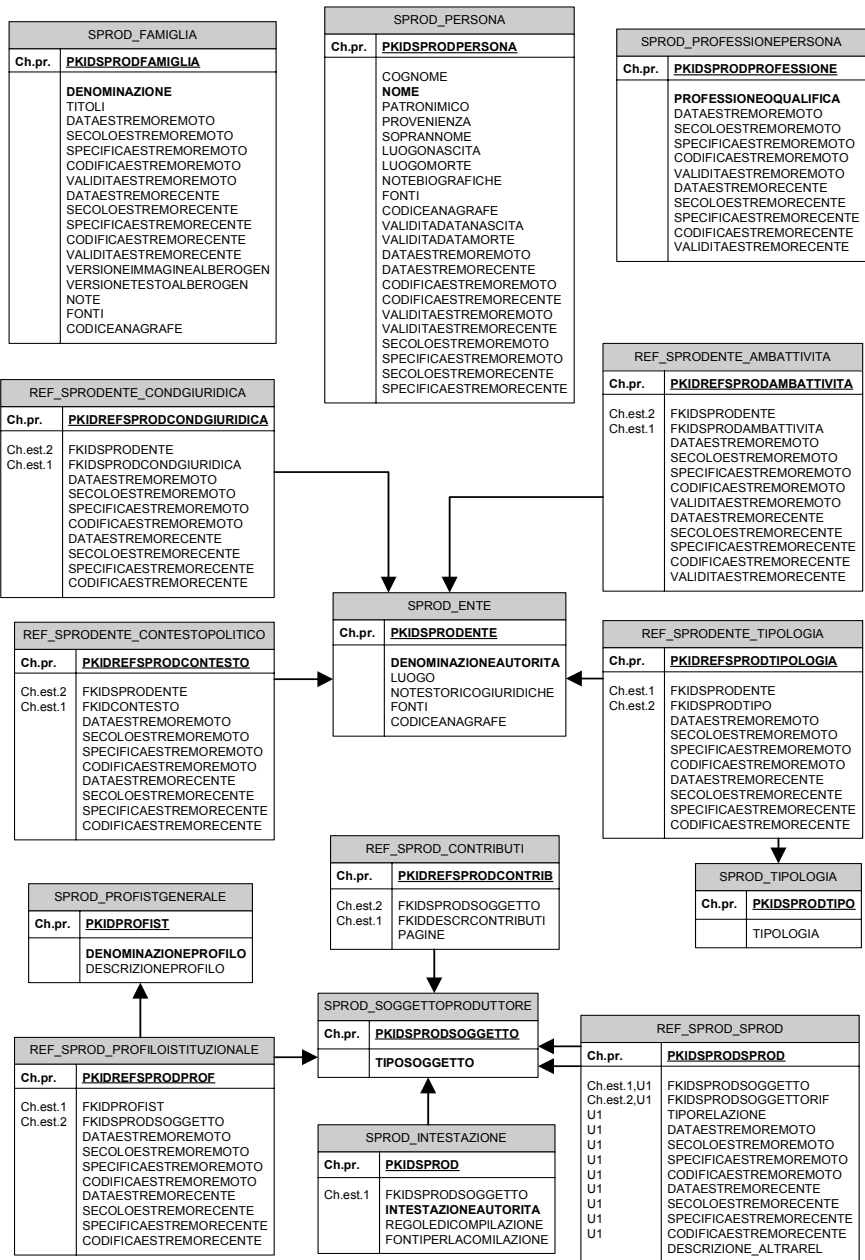 SPROD_FAMIGLIA
Ch.pr. PKIDSPRODFAMIGLIA
DENOMINAZIONE
TITOLI
DATAESTREMOREMOTO
SECOLOESTREMOREMOTO
SPECIFICAESTREMOREMOTO
CODIFICAESTREMOREMOTO
VALIDITAESTREMOREMOTO
DATAESTREMORECENTE
SECOLOESTREMORECENTE
SPECIFICAESTREMORECENTE
CODIFICAESTREMORECENTE
VALIDITAESTREMORECENTE
VERSIONEIMMAGINEALBEROGEN
VERSIONETESTOALBEROGEN
NOTE
FONTI
CODICEANAGRAFE
SPROD_PERSONA
Ch.pr. PKIDSPRODPERSONA
COGNOME
NOME
PATRONIMICO
PROVENIENZA
SOPRANNOME
LUOGONASCITA
LUOGOMORTE
NOTEBIOGRAFICHE
FONTI
CODICEANAGRAFE
VALIDITADATANASCITA
VALIDITADATAMORTE
DATAESTREMOREMOTO
DATAESTREMORECENTE
CODIFICAESTREMOREMOTO
CODIFICAESTREMORECENTE
VALIDITAESTREMOREMOTO
VALIDITAESTREMORECENTE
SECOLOESTREMOREMOTO
SPECIFICAESTREMOREMOTO
SECOLOESTREMORECENTE
SPECIFICAESTREMORECENTE
SPROD_PROFESSIONEPERSONA
Ch.pr. PKIDSPRODPROFESSIONE
PROFESSIONEOQUALIFICA
DATAESTREMOREMOTO
SECOLOESTREMOREMOTO
SPECIFICAESTREMOREMOTO
CODIFICAESTREMOREMOTO
VALIDITAESTREMOREMOTO
DATAESTREMORECENTE
SECOLOESTREMORECENTE
SPECIFICAESTREMORECENTE
CODIFICAESTREMORECENTE
VALIDITAESTREMORECENTE
REF_SPRODENTE_CONDGIURIDICA
Ch.pr. PKIDREFSPRODCONDGIURIDICA
Ch.est.2 FKIDSPRODENTE
Ch.est.1 FKIDSPRODCONDGIURIDICA
DATAESTREMOREMOTO
SECOLOESTREMOREMOTO
SPECIFICAESTREMOREMOTO
CODIFICAESTREMOREMOTO
DATAESTREMORECENTE
SECOLOESTREMORECENTE
SPECIFICAESTREMORECENTE
CODIFICAESTREMORECENTE
REF_SPRODENTE_AMBATTIVITA
Ch.pr. PKIDREFSPRODAMBATTIVITA
Ch.est.2 FKIDSPRODENTE
Ch.est.1 FKIDSPRODAMBATTIVITA
DATAESTREMOREMOTO
SECOLOESTREMOREMOTO
SPECIFICAESTREMOREMOTO
CODIFICAESTREMOREMOTO
VALIDITAESTREMOREMOTO
DATAESTREMORECENTE
SECOLOESTREMORECENTE
SPECIFICAESTREMORECENTE
CODIFICAESTREMORECENTE
VALIDITAESTREMORECENTE
SPROD_ENTE
Ch.pr. PKIDSPRODENTE
DENOMINAZIONEAUTORITA
LUOGO
NOTESTORICOGIURIDICHE
FONTI
CODICEANAGRAFE
REF_SPRODENTE_CONTESTOPOLITICO
Ch.pr. PKIDREFSPRODCONTESTO
Ch.est.2 FKIDSPRODENTE
Ch.est.1 FKIDCONTESTO
DATAESTREMOREMOTO
SECOLOESTREMOREMOTO
SPECIFICAESTREMOREMOTO
CODIFICAESTREMOREMOTO
DATAESTREMORECENTE
SECOLOESTREMORECENTE
SPECIFICAESTREMORECENTE
CODIFICAESTREMORECENTE
REF_SPRODENTE_TIPOLOGIA
Ch.pr. PKIDREFSPRODTIPOLOGIA
Ch.est.1 FKIDSPRODENTE
Ch.est.2 FKIDSPRODTIPO
DATAESTREMOREMOTO
SECOLOESTREMOREMOTO
SPECIFICAESTREMOREMOTO
CODIFICAESTREMOREMOTO
DATAESTREMORECENTE
SECOLOESTREMORECENTE
SPECIFICAESTREMORECENTE
CODIFICAESTREMORECENTE
REF_SPROD_CONTRIBUTI
Ch.pr. PKIDREFSPRODCONTRIB
Ch.est.2 FKIDSPRODSOGGETTO
Ch.est.1 FKIDDESCRCONTRIBUTI
PAGINE
SPROD_TIPOLOGIA
Ch.pr. PKIDSPRODTIPO
TIPOLOGIA
SPROD_PROFISTGENERALE
Ch.pr. PKIDPROFIST
DENOMINAZIONEPROFILO
DESCRIZIONEPROFILO
SPROD_SOGGETTOPRODUTTORE
Ch.pr. PKIDSPRODSOGGETTO
TIPOSOGGETTO
REF_SPROD_PROFILOISTITUZIONALE
Ch.pr. PKIDREFSPRODPROF
Ch.est.1 FKIDPROFIST
Ch.est.2 FKIDSPRODSOGGETTO
DATAESTREMOREMOTO
SECOLOESTREMOREMOTO
SPECIFICAESTREMOREMOTO
CODIFICAESTREMOREMOTO
DATAESTREMORECENTE
SECOLOESTREMORECENTE
SPECIFICAESTREMORECENTE
CODIFICAESTREMORECENTE
SPROD_INTESTAZIONE
Ch.pr. PKIDSPROD
Ch.est.1 FKIDSPRODSOGGETTO
INTESTAZIONEAUTORITA
REGOLEDICOMPILAZIONE
FONTIPERLACOMILAZIONE
REF_SPROD_SPROD
Ch.pr. PKIDSPRODSPROD
Ch.est.1,U1 FKIDSPRODSOGGETTO
Ch.est.2,U1 FKIDSPRODSOGGETTORIF
U1 TIPORELAZIONE
U1 DATAESTREMOREMOTO
U1 SECOLOESTREMOREMOTO
U1 SPECIFICAESTREMOREMOTO
U1 CODIFICAESTREMOREMOTO
U1 DATAESTREMORECENTE
U1 SECOLOESTREMORECENTE
U1 SPECIFICAESTREMORECENTE
U1 CODIFICAESTREMORECENTE
DESCRIZIONE_ALTRAREL